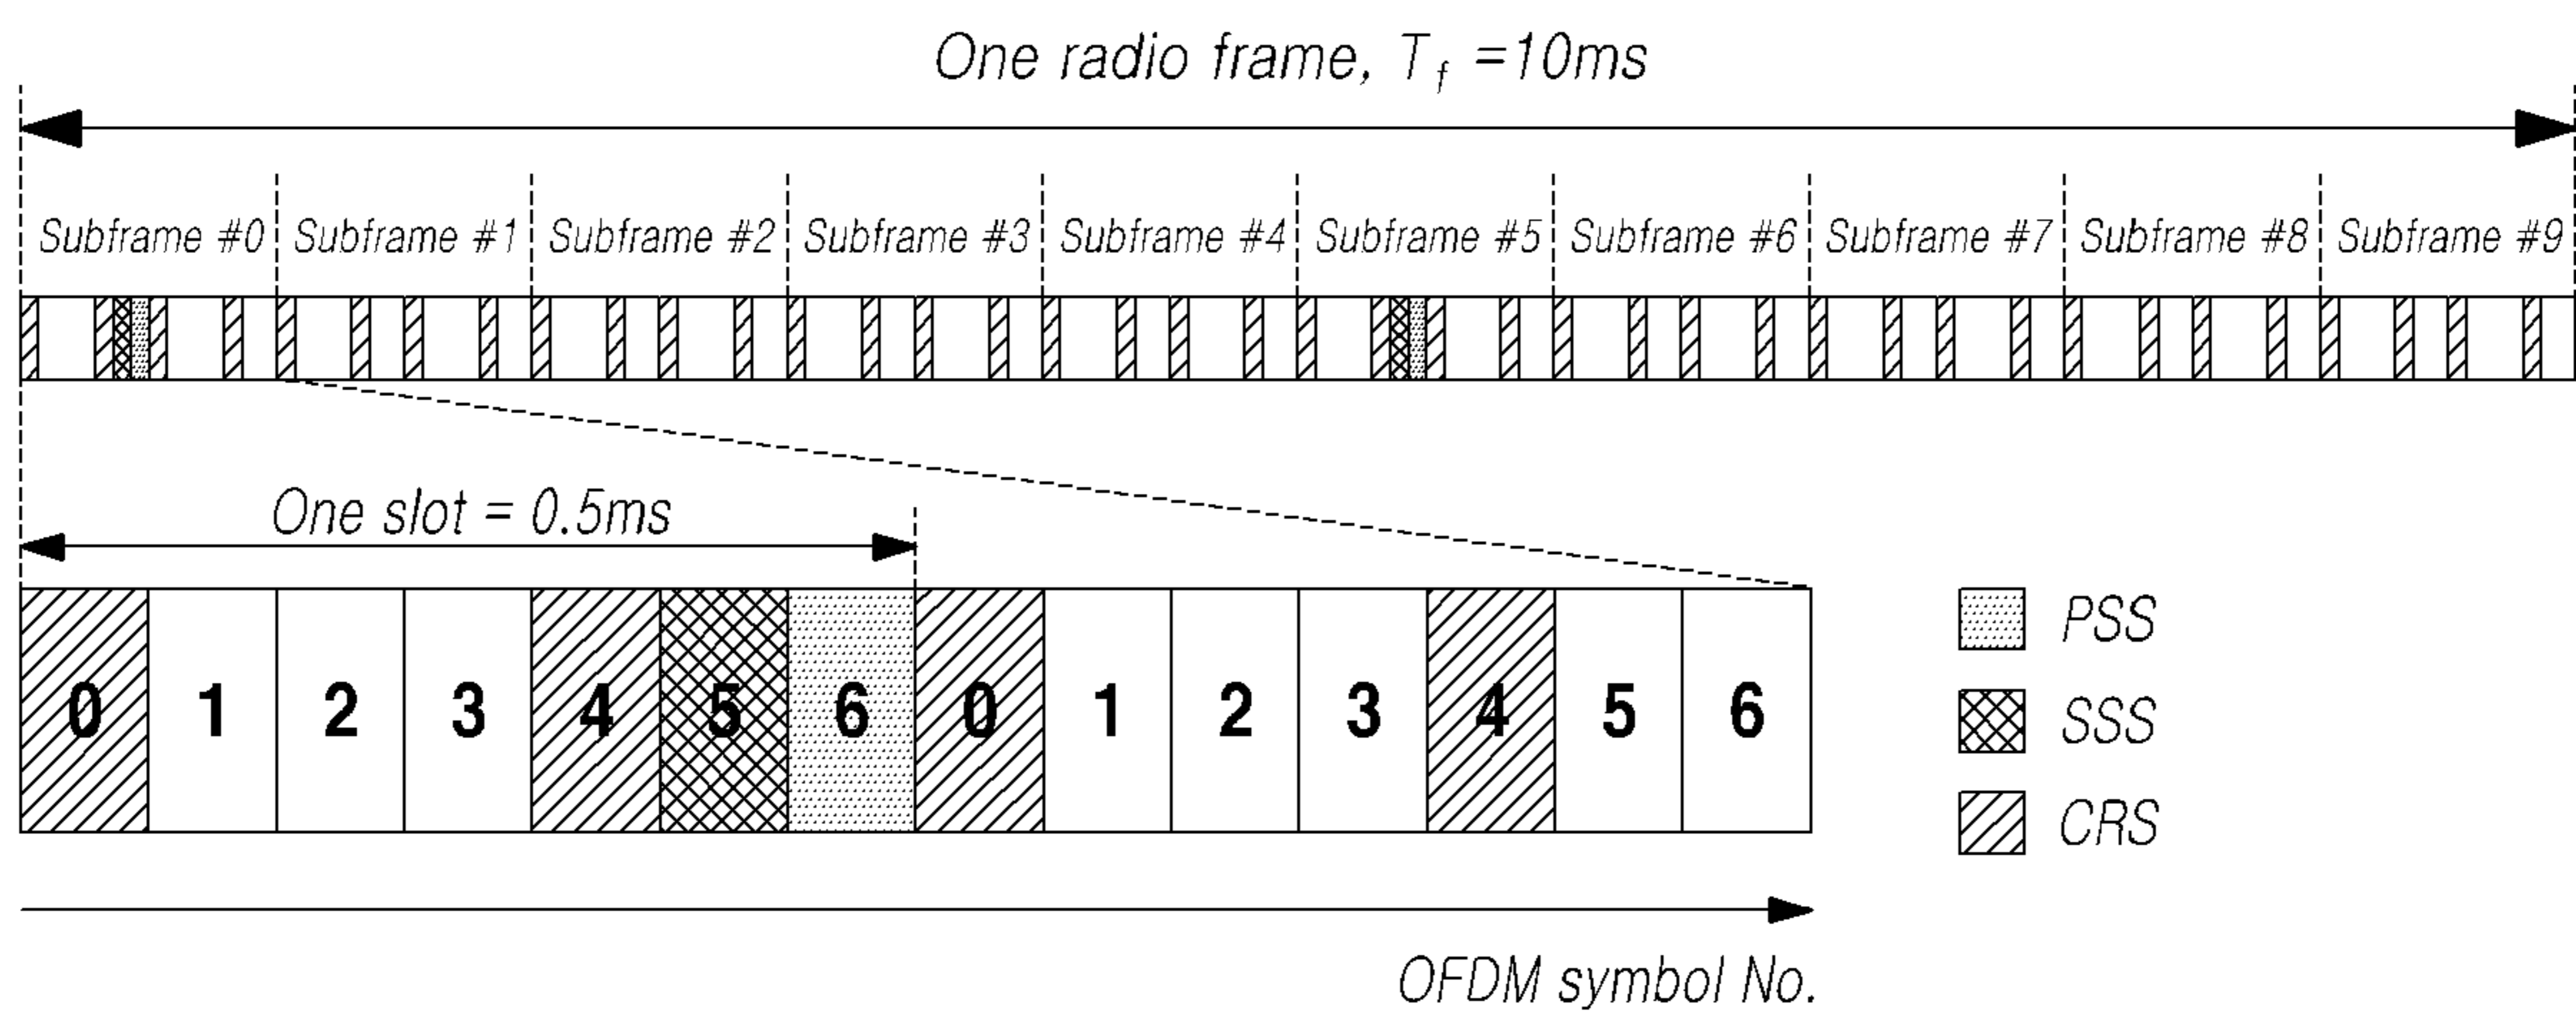 One radio frame, T f =10ms
Subframe #0 Subframe #1 Subframe #2 Subframe #3 Subframe #4 Subframe #5 Subframe #6 Subframe #7 Subframe #8 Subframe #9
One slot = 0.5ms
0 1 2 3 4 5 6 0 1 2 3 4 5 6
PSS
SSS
CRS
OFDM symbol No.